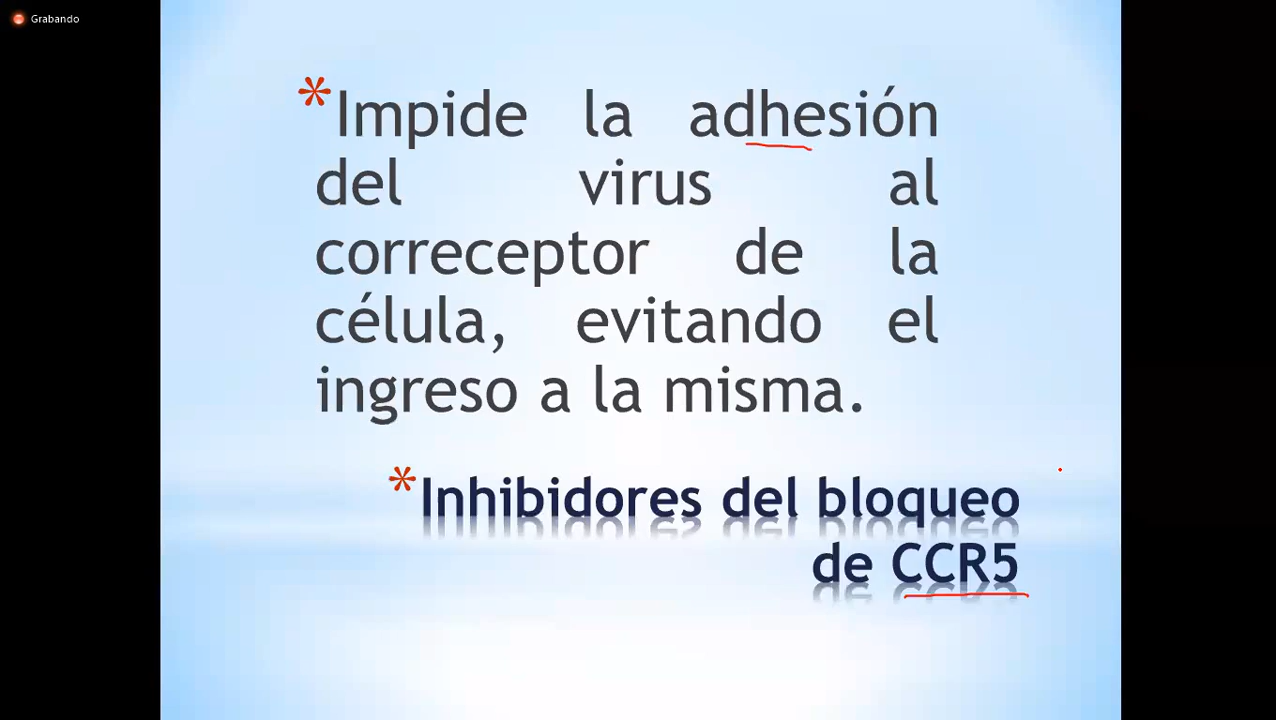 Grabando
*Impide la adhesión
del virus al
correceptor de la
célula, evitando el
ingreso a la misma.
*Inhibidores del bloqueo
de CCR5